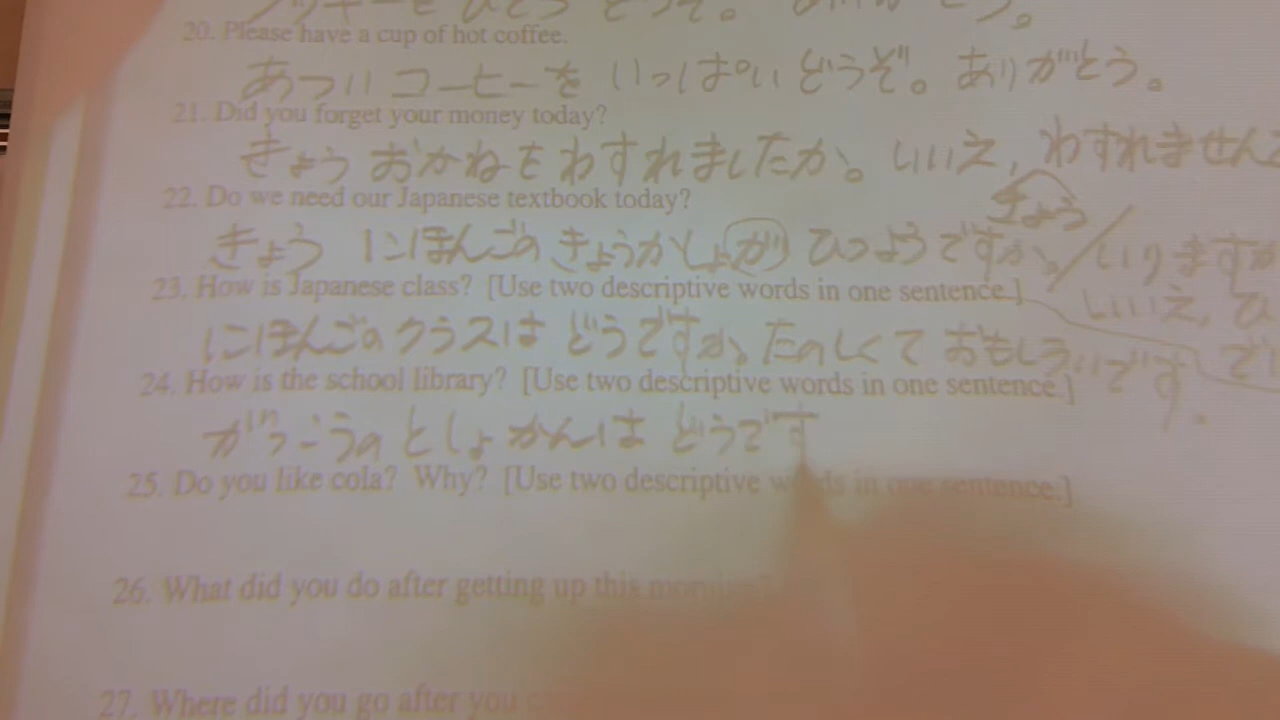 20. Please have a cup of hot coffee.
あついコーヒーを いっぱい どうぞ。 ありがとう。
21. Did you forget your money today?
きょう おかねを わすれましたか。 いいえ, わすれません
22. Do we need our Japanese textbook today?
きょう
きょう にほんごの きょうかしょ が ひつようですか。/いりますか
いいえ, ひ
23. How is Japanese class? [Use two descriptive words in one sentence.]
にほんごのクラスは どうですか。たのしくて おもしろいです。
24. How is the school library? [Use two descriptive words in one sentence.]
がっこうの としょかんは どうです
25. Do you like cola? Why? [Use two descriptive words in one sentence.]
26. What did you do after getting up this morning?
27. Where did you go after you